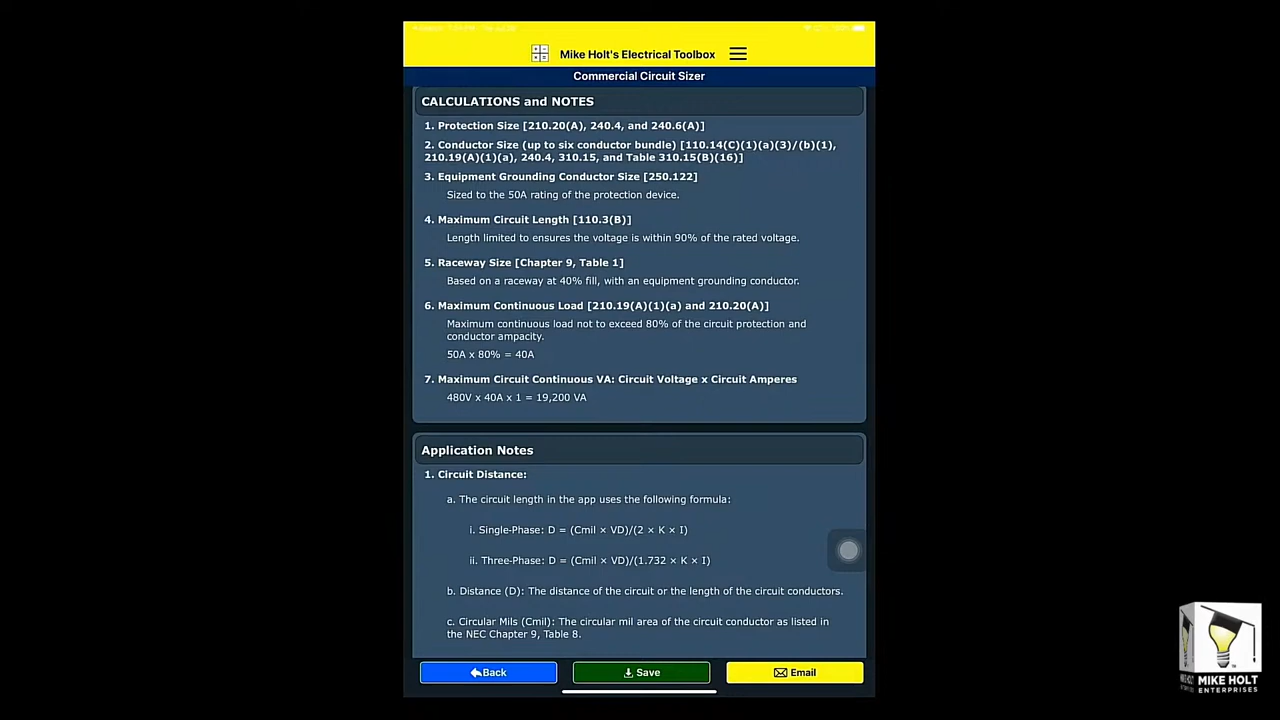 Mike Holt's Electrical Toolbox
Commercial Circuit Sizer
CALCULATIONS and NOTES
1. Protection Size [210.20(A), 240.4, and 240.6(A)]
2. Conductor Size (up to six conductor bundle) [110.14(C)(1)(a)(3)/(b)(1),
210.19(A)(1)(a), 240.4, 310.15, and Table 310.15(B)(16)]
3. Equipment Grounding Conductor Size [250.122]
Sized to the 50A rating of the protection device.
4. Maximum Circuit Length [110.3(B)]
Length limited to ensures the voltage is within 90% of the rated voltage.
5. Raceway Size [Chapter 9, Table 1]
Based on a raceway at 40% fill, with an equipment grounding conductor.
6. Maximum Continuous Load [210.19(A)(1)(a) and 210.20(A)]
Maximum continuous load not to exceed 80% of the circuit protection and
conductor ampacity.
50A x 80% = 40A
7. Maximum Circuit Continuous VA: Circuit Voltage x Circuit Amperes
480V x 40A x 1 = 19,200 VA
Application Notes
1. Circuit Distance:
a. The circuit length in the app uses the following formula:
i. Single-Phase: D = (Cmil × VD)/(2 × K × I)
ii. Three-Phase: D = (Cmil × VD)/(1.732 × K × I)
b. Distance (D): The distance of the circuit or the length of the circuit conductors.
c. Circular Mils (Cmil): The circular mil area of the circuit conductor as listed in
the NEC Chapter 9, Table 8.
Back
Save
Email
MIKE HOLT
ENTERPRISES